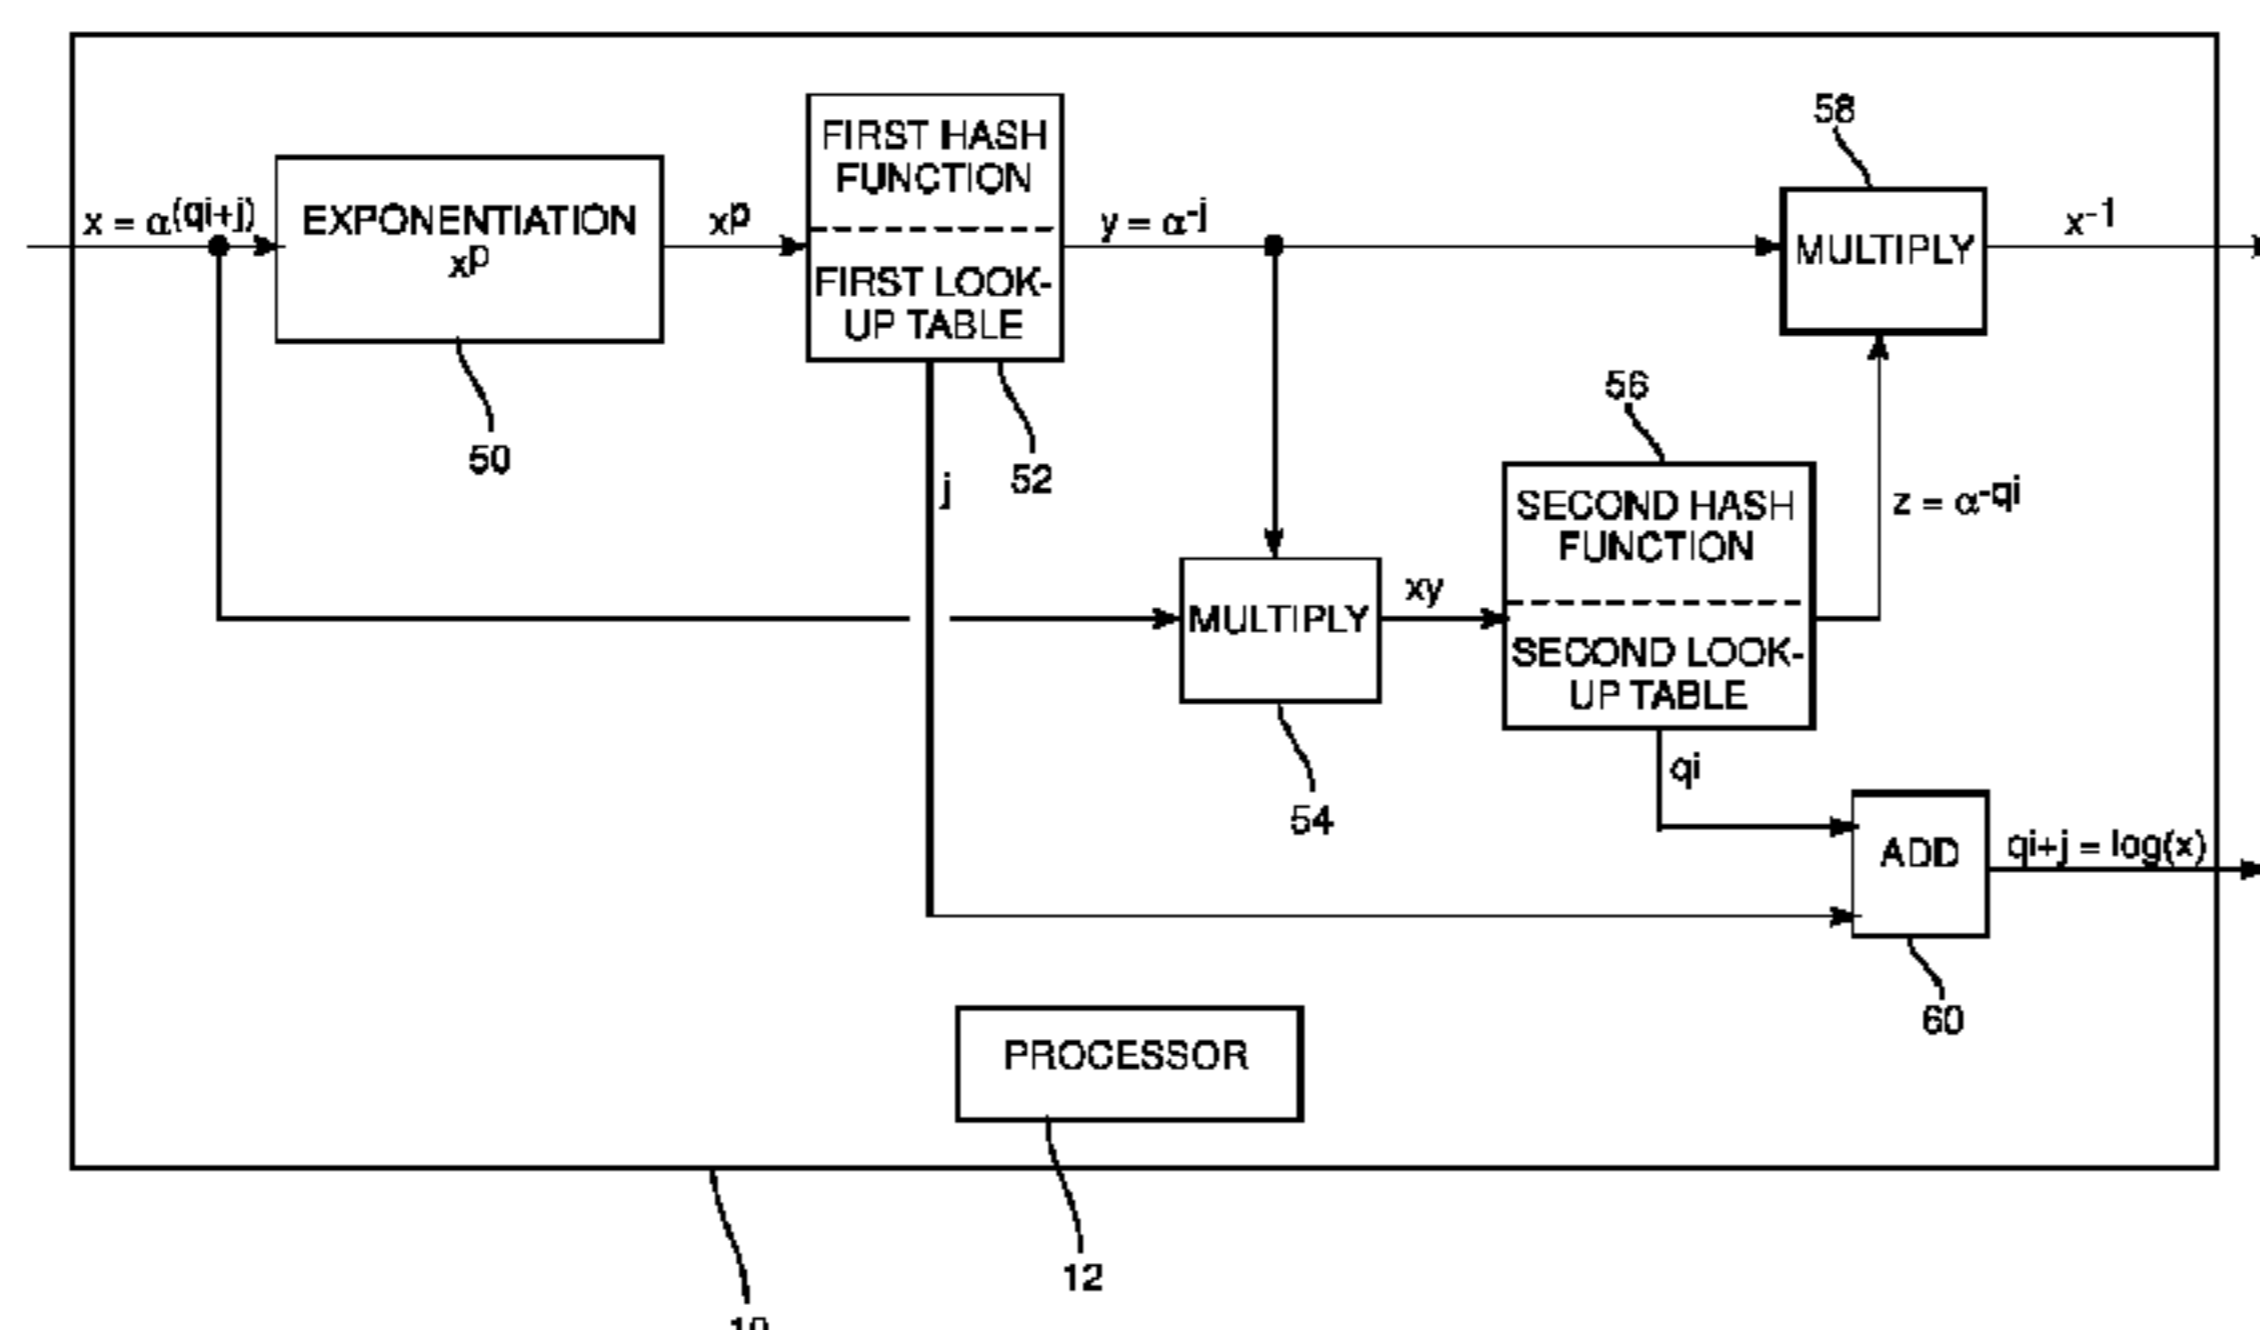 x = α^(qi+j)
EXPONENTIATION
x^p
50
x^p
FIRST HASH
FUNCTION
FIRST LOOK-
UP TABLE
52
y = α^-j
j
58
MULTIPLY
x^-1
56
SECOND HASH
FUNCTION
SECOND LOOK-
UP TABLE
z = α^-qi
MULTIPLY
xy
54
qi
ADD
qi+j = log(x)
60
PROCESSOR
12